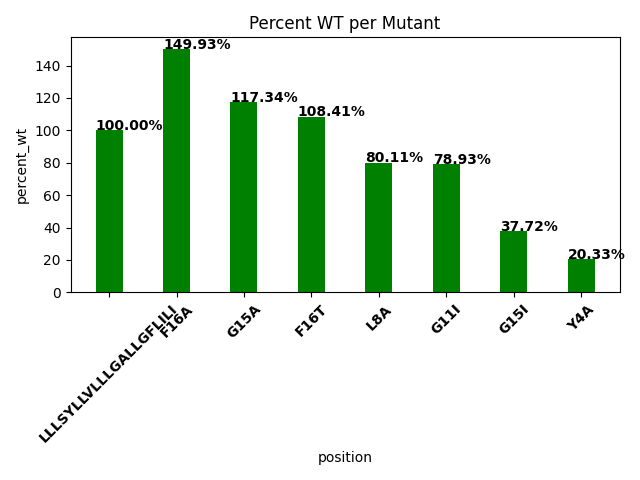 Percent WT per Mutant
percent_wt
140
120
100
80
60
40
20
0
100.00%
149.93%
117.34%
108.41%
80.11%
78.93%
37.72%
20.33%
LLLSYLLVLLLGALLGFLILI
F16A
G15A
F16T
L8A
G11I
G15I
Y4A
position